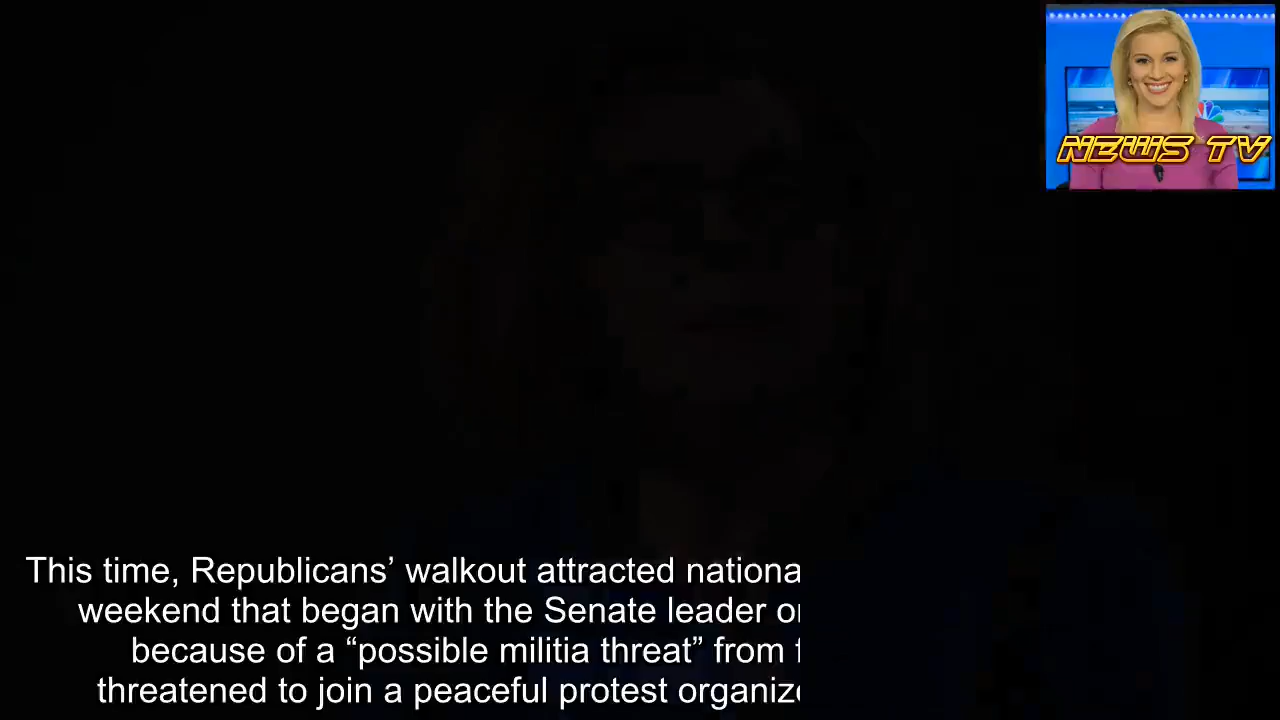 NEWS TV
This time, Republicans’ walkout attracted nationa
weekend that began with the Senate leader o
because of a “possible militia threat” from
threatened to join a peaceful protest organiz